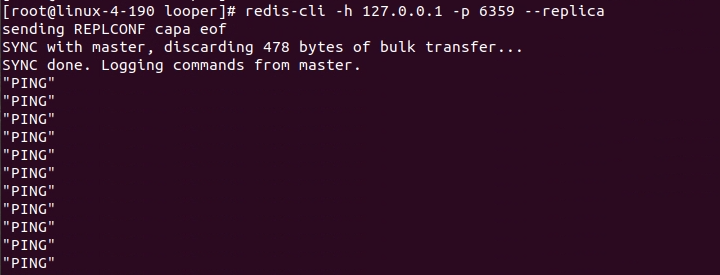 [root@linux-4-190 looper]# redis-cli -h 127.0.0.1 -p 6359 --replica
sending REPLCONF capa eof
SYNC with master, discarding 478 bytes of bulk transfer...
SYNC done. Logging commands from master.
"PING"
"PING"
"PING"
"PING"
"PING"
"PING"
"PING"
"PING"
"PING"
"PING"
"PING"